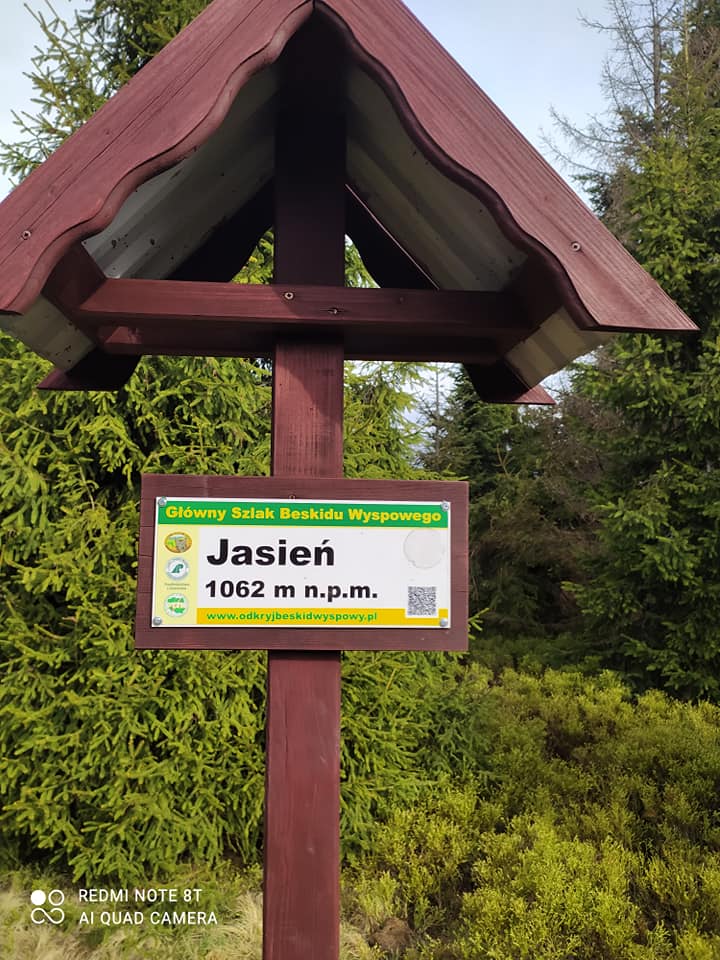 Główny Szlak Beskidu Wyspowego
Jasień
1062 m n.p.m.
www.odkryjbeskidwyspowy.pl
REDMI NOTE 8T
AI QUAD CAMERA